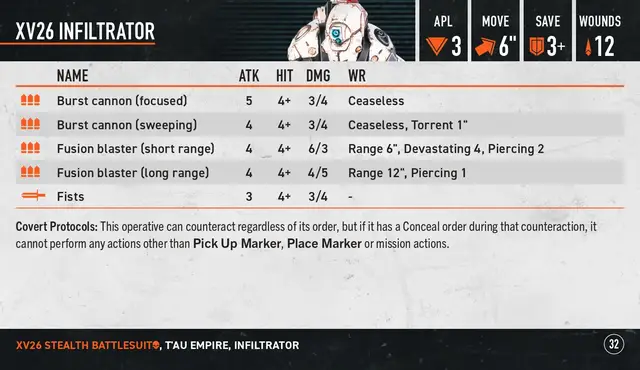 XV26 INFILTRATOR
APL
3
MOVE
6"
SAVE
3+
WOUNDS
12
NAME ATK HIT DMG WR
Burst cannon (focused) 5 4+ 3/4 Ceaseless
Burst cannon (sweeping) 4 4+ 3/4 Ceaseless, Torrent 1"
Fusion blaster (short range) 4 4+ 6/3 Range 6", Devastating 4, Piercing 2
Fusion blaster (long range) 4 4+ 4/5 Range 12", Piercing 1
Fists 3 4+ 3/4 -
Covert Protocols: This operative can counteract regardless of its order, but if it has a Conceal order during that counteraction, it
cannot perform any actions other than Pick Up Marker, Place Marker or mission actions.
XV26 STEALTH BATTLESUIT, T'AU EMPIRE, INFILTRATOR
32